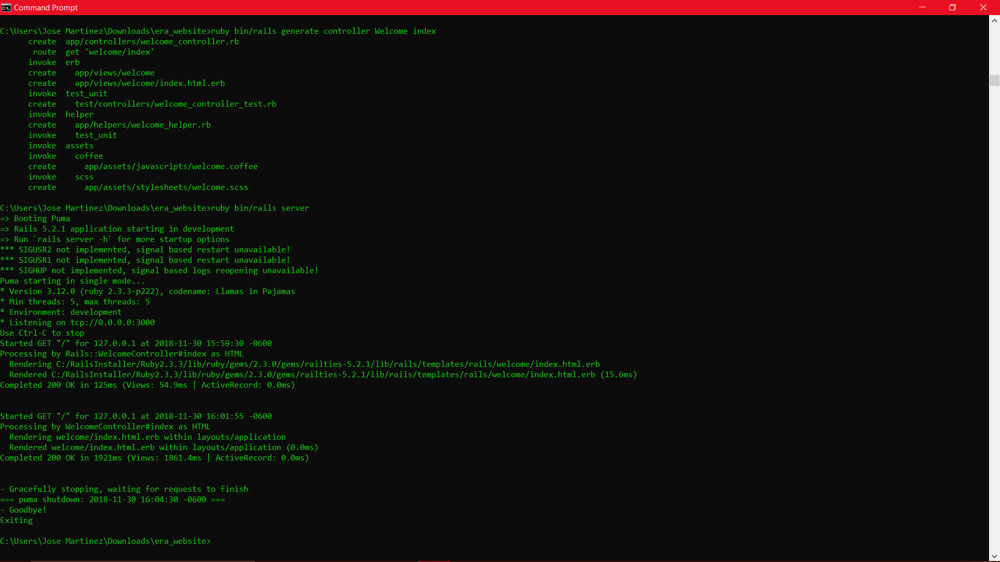 Command Prompt
C:\Users\Jose Martinez\Downloads\era_website>ruby bin/rails generate controller Welcome index
      create  app/controllers/welcome_controller.rb
       route  get 'welcome/index'
      invoke  erb
      create    app/views/welcome
      create    app/views/welcome/index.html.erb
      invoke  test_unit
      create    test/controllers/welcome_controller_test.rb
      invoke  helper
      create    app/helpers/welcome_helper.rb
      invoke    test_unit
      invoke  assets
      invoke    coffee
      create      app/assets/javascripts/welcome.coffee
      invoke    scss
      create      app/assets/stylesheets/welcome.scss
C:\Users\Jose Martinez\Downloads\era_website>ruby bin/rails server
=> Booting Puma
=> Rails 5.2.1 application starting in development
=> Run `rails server -h` for more startup options
*** SIGUSR2 not implemented, signal based restart unavailable!
*** SIGUSR1 not implemented, signal based restart unavailable!
*** SIGHUP not implemented, signal based logs reopening unavailable!
Puma starting in single mode...
* Version 3.12.0 (ruby 2.3.3-p222), codename: Llamas in Pajamas
* Min threads: 5, max threads: 5
* Environment: development
* Listening on tcp://0.0.0.0:3000
Use Ctrl-C to stop
Started GET "/" for 127.0.0.1 at 2018-11-30 15:59:30 -0600
Processing by Rails::WelcomeController#index as HTML
  Rendering C:/RailsInstaller/Ruby2.3.3/lib/ruby/gems/2.3.0/gems/railties-5.2.1/lib/rails/templates/rails/welcome/index.html.erb
  Rendered C:/RailsInstaller/Ruby2.3.3/lib/ruby/gems/2.3.0/gems/railties-5.2.1/lib/rails/templates/rails/welcome/index.html.erb (15.6ms)
Completed 200 OK in 125ms (Views: 54.9ms | ActiveRecord: 0.0ms)
Started GET "/" for 127.0.0.1 at 2018-11-30 16:01:55 -0600
Processing by WelcomeController#index as HTML
  Rendering welcome/index.html.erb within layouts/application
  Rendered welcome/index.html.erb within layouts/application (0.0ms)
Completed 200 OK in 1921ms (Views: 1861.4ms | ActiveRecord: 0.0ms)
- Gracefully stopping, waiting for requests to finish
=== puma shutdown: 2018-11-30 16:04:30 -0600 ===
- Goodbye!
Exiting
C:\Users\Jose Martinez\Downloads\era_website>